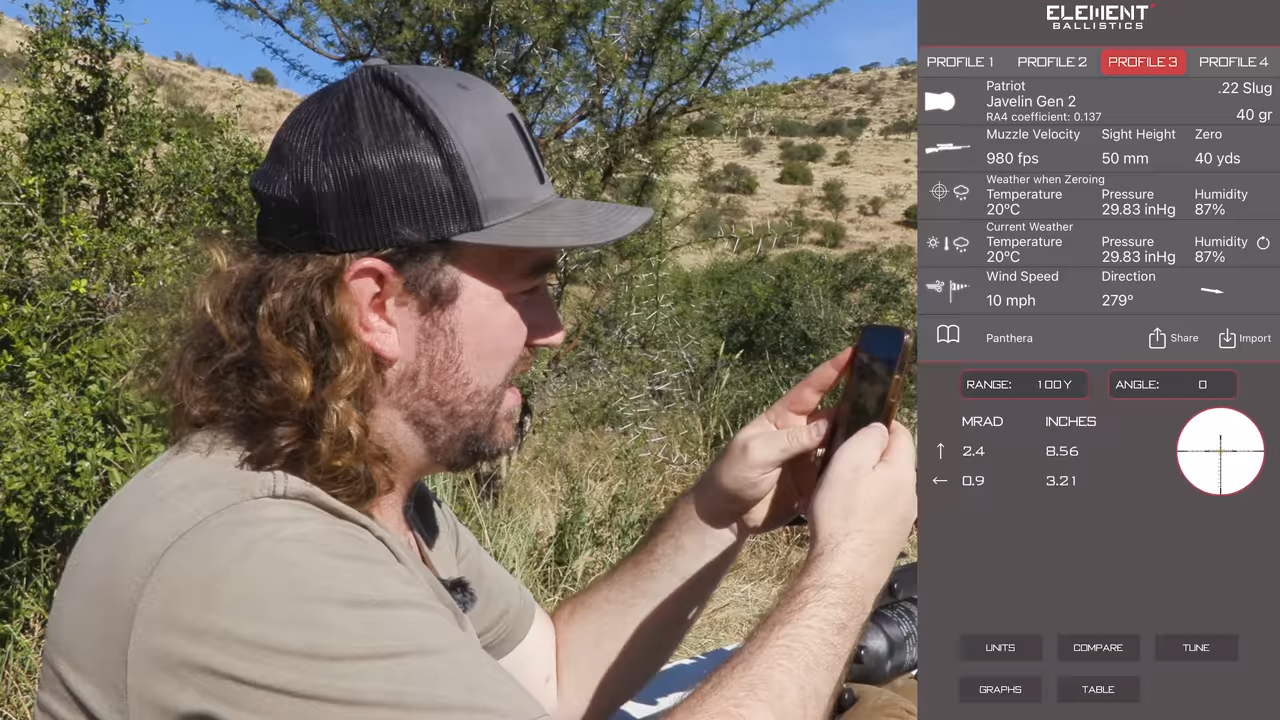 ELEMENT
BALLISTICS
PROFILE 1 PROFILE 2 PROFILE 3 PROFILE 4
Patriot .22 Slug
Javelin Gen 2
RA4 coefficient: 0.137 40 gr
Muzzle Velocity Sight Height Zero
980 fps 50 mm 40 yds
Weather when Zeroing
Temperature Pressure Humidity
20°C 29.83 inHg 87%
Current Weather
Temperature Pressure Humidity
20°C 29.83 inHg 87%
Wind Speed Direction
10 mph 279°
Panthera Share Import
RANGE: 100Y ANGLE: 0
MRAD INCHES
↑ 2.4 8.56
← 0.9 3.21
UNITS COMPARE TUNE
GRAPHS TABLE